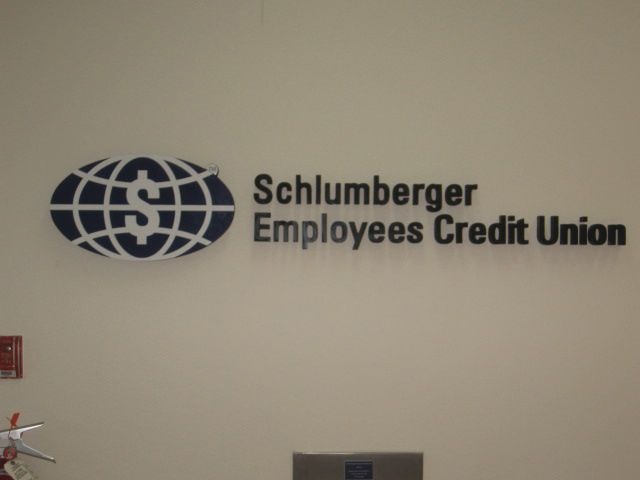 $
Schlumberger
Employees Credit Union